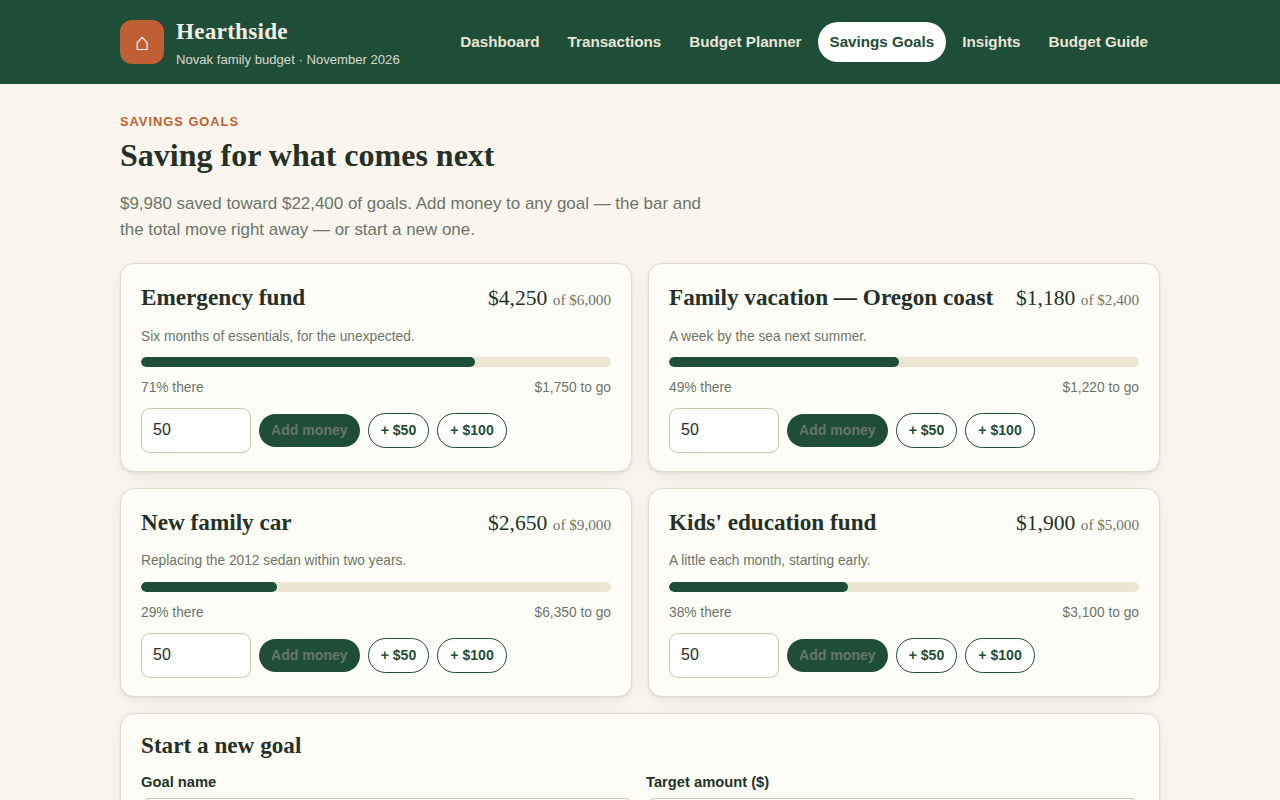 Hearthside
Novak family budget · November 2026
Dashboard
Transactions
Budget Planner
Savings Goals
Insights
Budget Guide
SAVINGS GOALS
Saving for what comes next
$9,980 saved toward $22,400 of goals. Add money to any goal — the bar and
the total move right away — or start a new one.
Emergency fund
$4,250 of $6,000
Six months of essentials, for the unexpected.
71% there
$1,750 to go
50
Add money
+ $50
+ $100
Family vacation — Oregon coast
$1,180 of $2,400
A week by the sea next summer.
49% there
$1,220 to go
50
Add money
+ $50
+ $100
New family car
$2,650 of $9,000
Replacing the 2012 sedan within two years.
29% there
$6,350 to go
50
Add money
+ $50
+ $100
Kids' education fund
$1,900 of $5,000
A little each month, starting early.
38% there
$3,100 to go
50
Add money
+ $50
+ $100
Start a new goal
Goal name
Target amount ($)